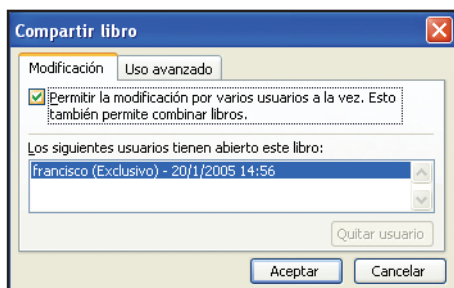 Compartir libro
Modificación Uso avanzado
Permitir la modificación por varios usuarios a la vez. Esto
también permite combinar libros.
Los siguientes usuarios tienen abierto este libro:
francisco (Exclusivo) - 20/1/2005 14:56
Quitar usuario
Aceptar Cancelar